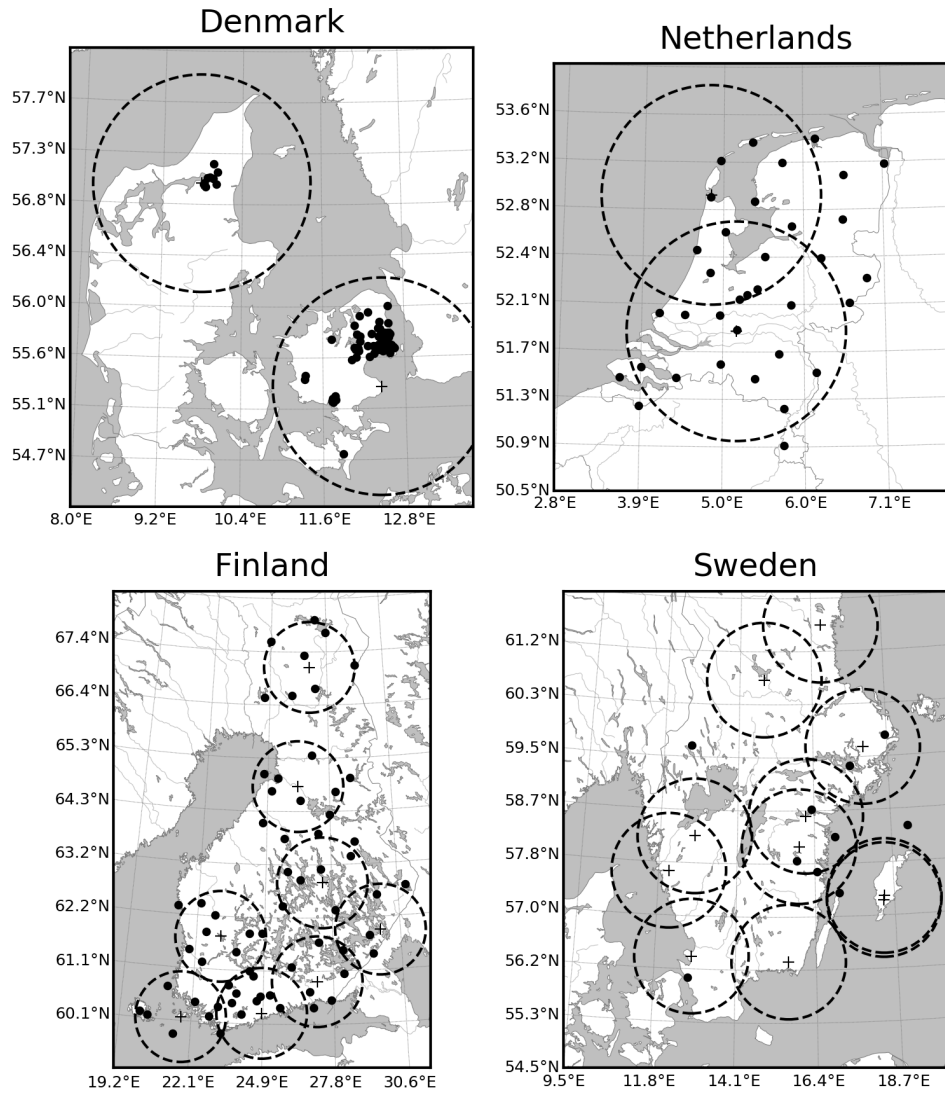 Denmark
57.7°N
57.3°N
56.8°N
56.4°N
56.0°N
55.6°N
55.1°N
54.7°N
8.0°E 9.2°E 10.4°E 11.6°E 12.8°E
Netherlands
53.6°N
53.2°N
52.8°N
52.4°N
52.1°N
51.7°N
51.3°N
50.9°N
50.5°N
2.8°E 3.9°E 5.0°E 6.0°E 7.1°E
Finland
67.4°N
66.4°N
65.3°N
64.3°N
63.2°N
62.2°N
61.1°N
60.1°N
19.2°E 22.1°E 24.9°E 27.8°E 30.6°E
Sweden
61.2°N
60.3°N
59.5°N
58.7°N
57.8°N
57.0°N
56.2°N
55.3°N
54.5°N
9.5°E 11.8°E 14.1°E 16.4°E 18.7°E